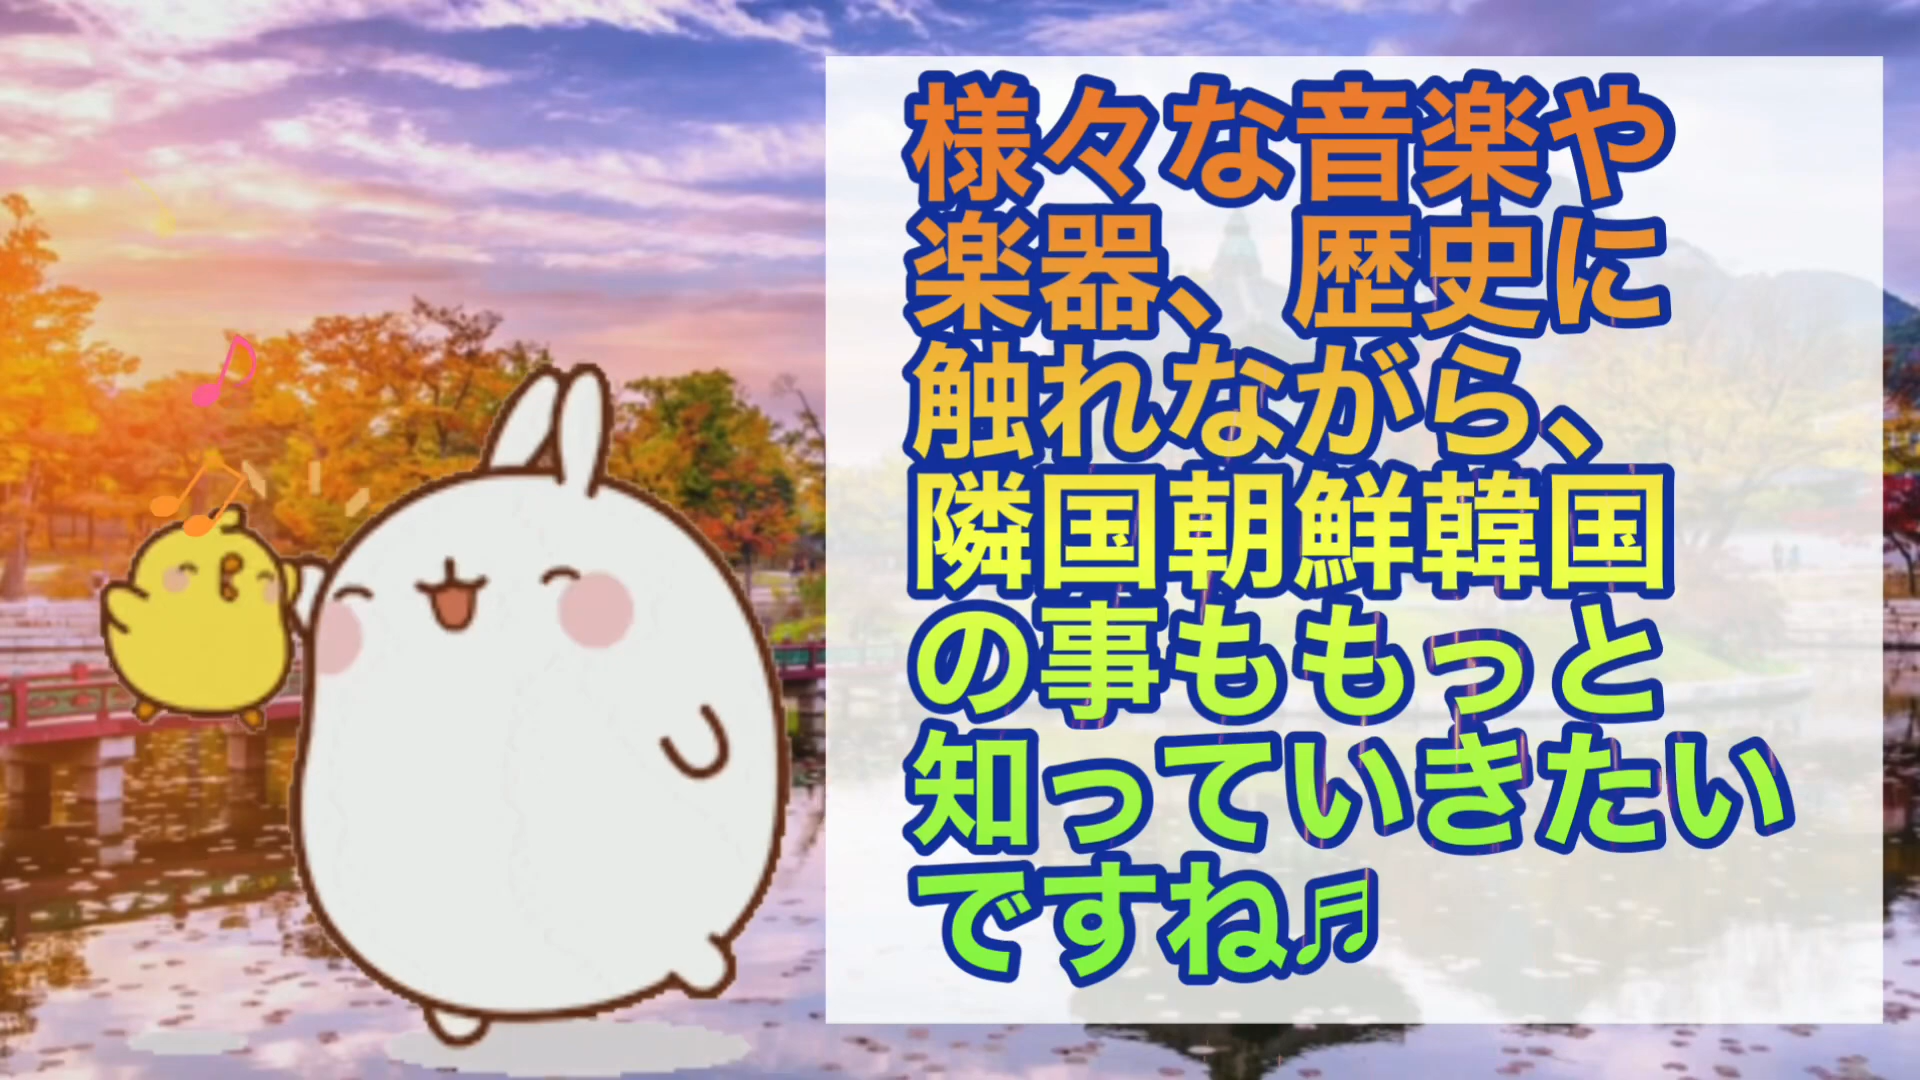 様々な音楽や
楽器、歴史に
触れながら、
隣国朝鮮韓国
の事ももっと
知っていきたい
ですね♬